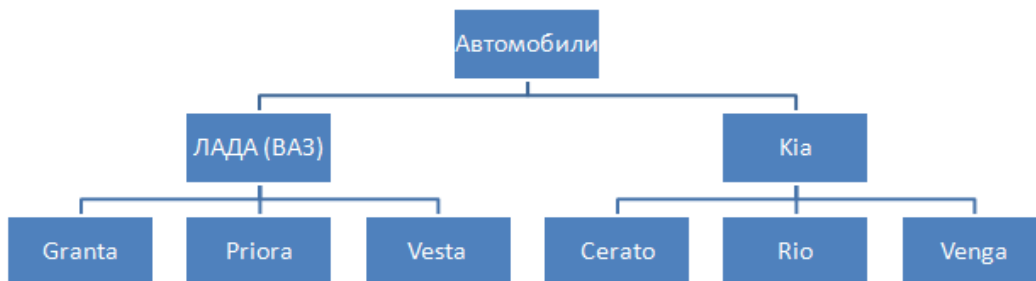 Автомобили
ЛАДА (ВАЗ)
Kia
Granta
Priora
Vesta
Cerato
Rio
Venga